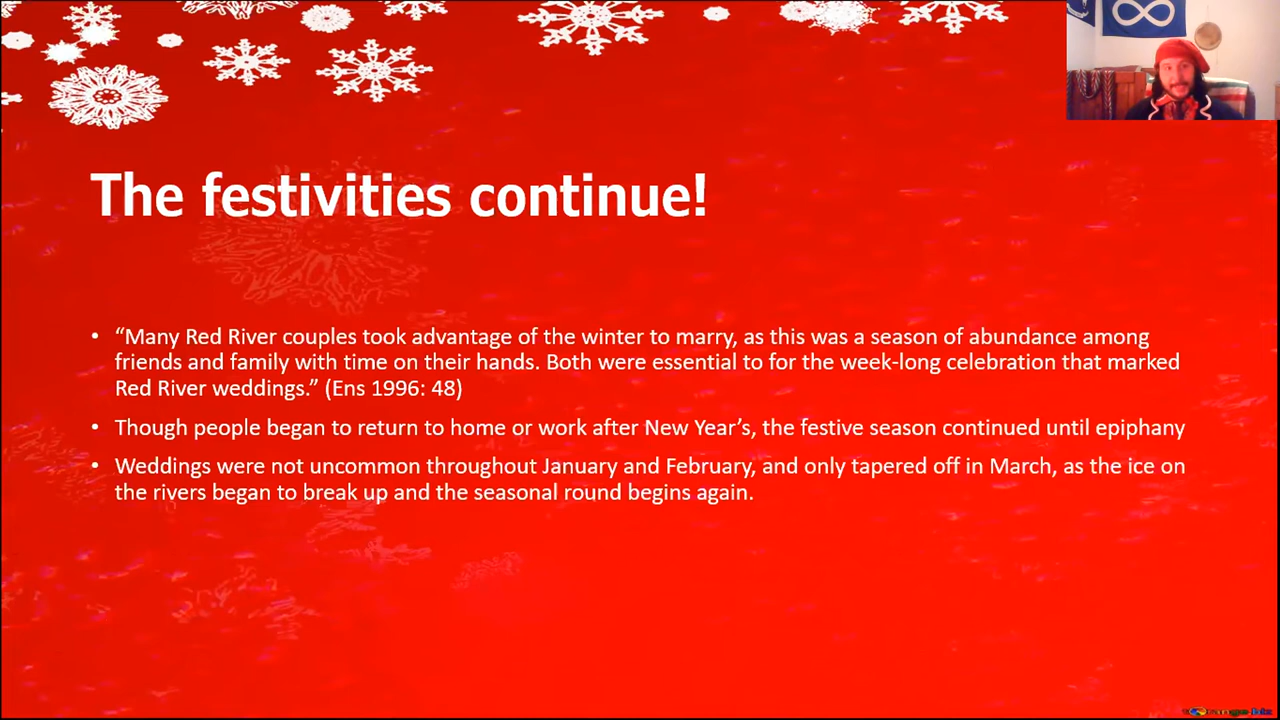 The festivities continue!
• “Many Red River couples took advantage of the winter to marry, as this was a season of abundance among
friends and family with time on their hands. Both were essential to for the week-long celebration that marked
Red River weddings.” (Ens 1996: 48)
• Though people began to return to home or work after New Year’s, the festive season continued until epiphany
• Weddings were not uncommon throughout January and February, and only tapered off in March, as the ice on
the rivers began to break up and the seasonal round begins again.